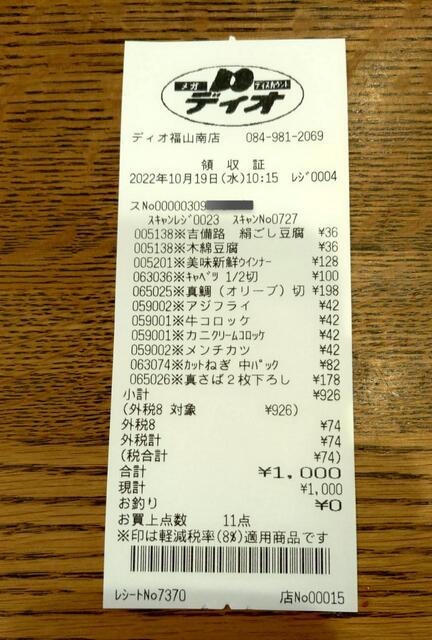 メガ ディスカウント
ディオ
ディオ福山南店 084-981-2069
領収証
2022年10月19日(水)10:15 ﾚｼﾞ0004
スNo00000309
ｽｷｬﾝﾚｼﾞ0023 ｽｷｬﾝNo0727
005138※吉備路 絹ごし豆腐 ¥36
005138※木綿豆腐 ¥36
005201※美味新鮮ｳｲﾝﾅｰ ¥128
063036※ｷｬﾍﾞﾂ 1/2切 ¥100
065025※真鯛（オリーブ）切 ¥198
059002※アジフライ ¥42
059001※牛コロッケ ¥42
059001※カニｸﾘｰﾑｺﾛｯｹ ¥42
059002※メンチカツ ¥42
063074※ｶｯﾄねぎ 中ﾊﾟｯｸ ¥82
065026※真さば２枚下ろし ¥178
小計 ¥926
(外税8 対象 ¥926)
外税8 ¥74
外税計 ¥74
(税合計 ¥74)
合計 ¥1,000
現計 ¥1,000
お釣り ¥0
お買上点数 11点
※印は軽減税率(8%)適用商品です
ﾚｼｰﾄNo7370 店No00015